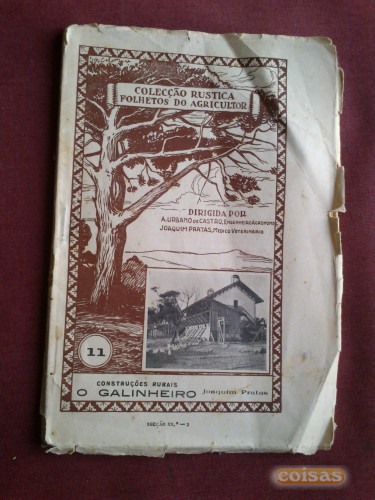 COLECÇÃO RUSTICA
FOLHETOS DO AGRICULTOR
DIRIGIDA POR
A. URBANO DE CASTRO, ENGENHEIRO AGRONOMO
JOAQUIM PRATAS, MEDICO VETERINARIO
11
CONSTRUÇÕES RURAIS
O GALINHEIRO Joaquim Pratas
coisas